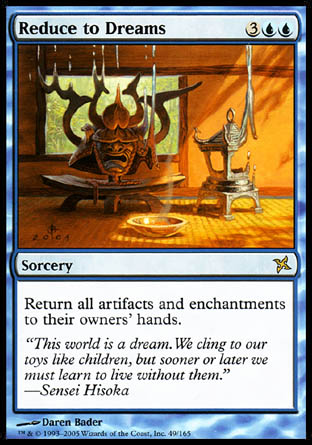 Reduce to Dreams 3
Sorcery
Return all artifacts and enchantments
to their owners' hands.
"This world is a dream. We cling to our
toys like children, but sooner or later we
must learn to live without them."
—Sensei Hisoka
Daren Bader
™ & © 1993–2005 Wizards of the Coast, Inc. 49/165